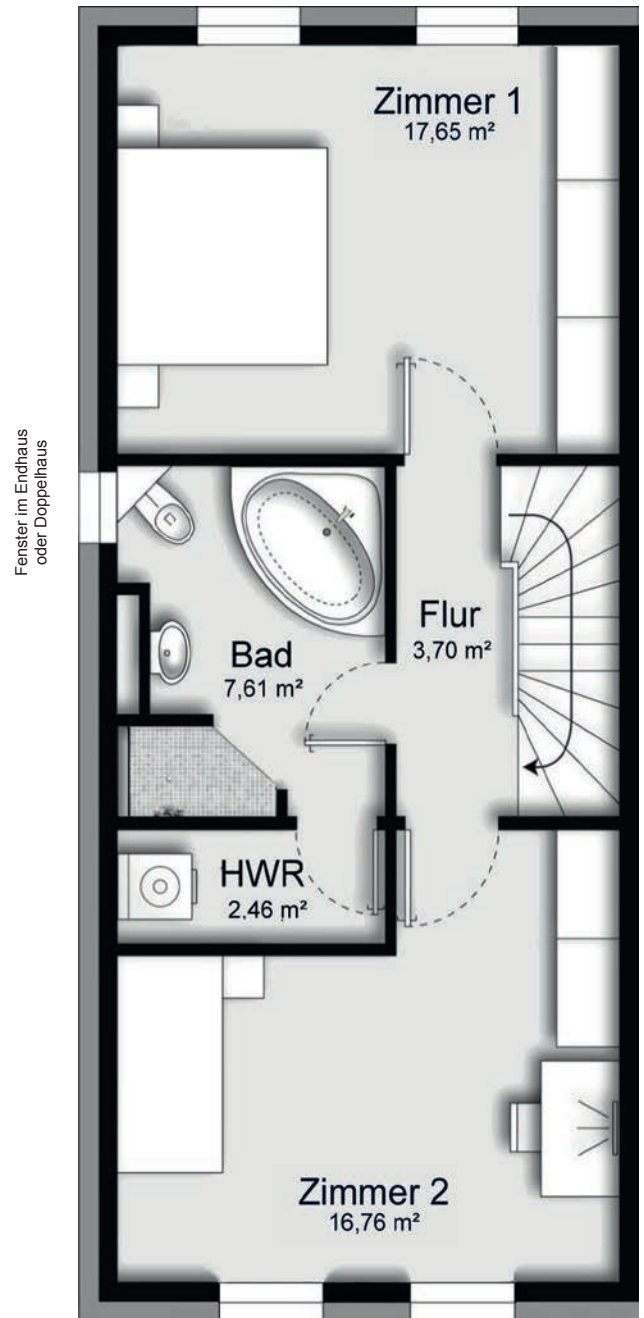 Zimmer 1
17,65 m²
Fenster im Endhaus
oder Doppelhaus
Flur
3,70 m²
Bad
7,61 m²
HWR
2,46 m²
Zimmer 2
16,76 m²